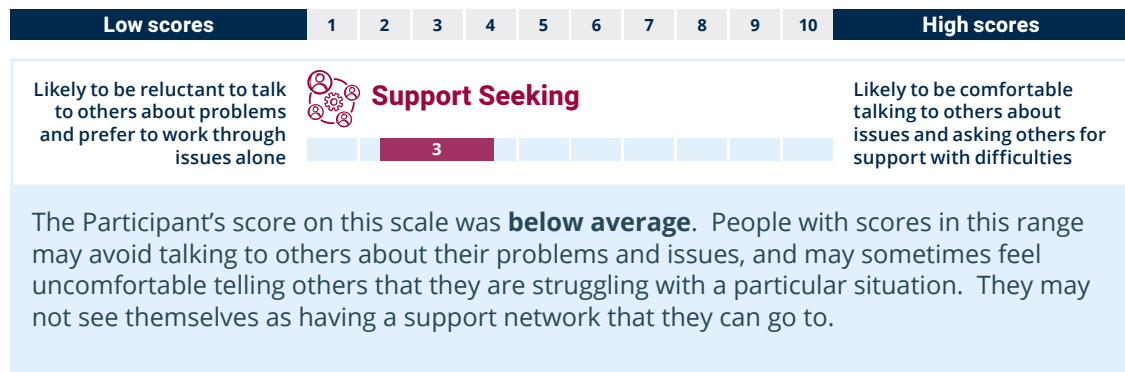 Low scores 1 2 3 4 5 6 7 8 9 10 High scores
Likely to be reluctant to talk
to others about problems
and prefer to work through
issues alone
Support Seeking
3
Likely to be comfortable
talking to others about
issues and asking others for
support with difficulties
The Participant’s score on this scale was below average.  People with scores in this range
may avoid talking to others about their problems and issues, and may sometimes feel
uncomfortable telling others that they are struggling with a particular situation.  They may
not see themselves as having a support network that they can go to.